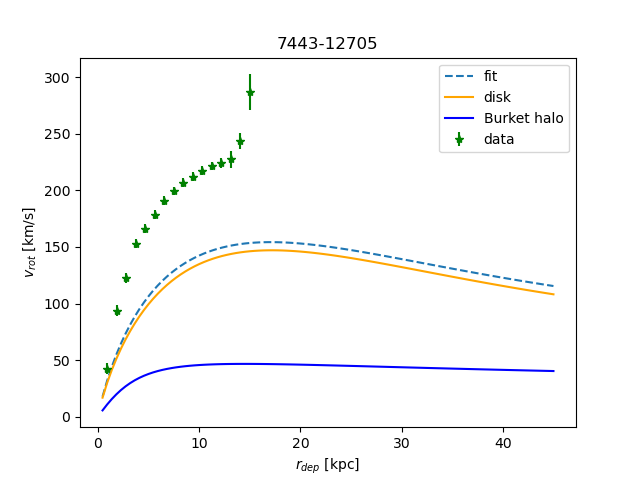 7443-12705
fit
disk
Burket halo
data
300
250
200
150
100
50
0
v_rot [km/s]
0 10 20 30 40
r_dep [kpc]